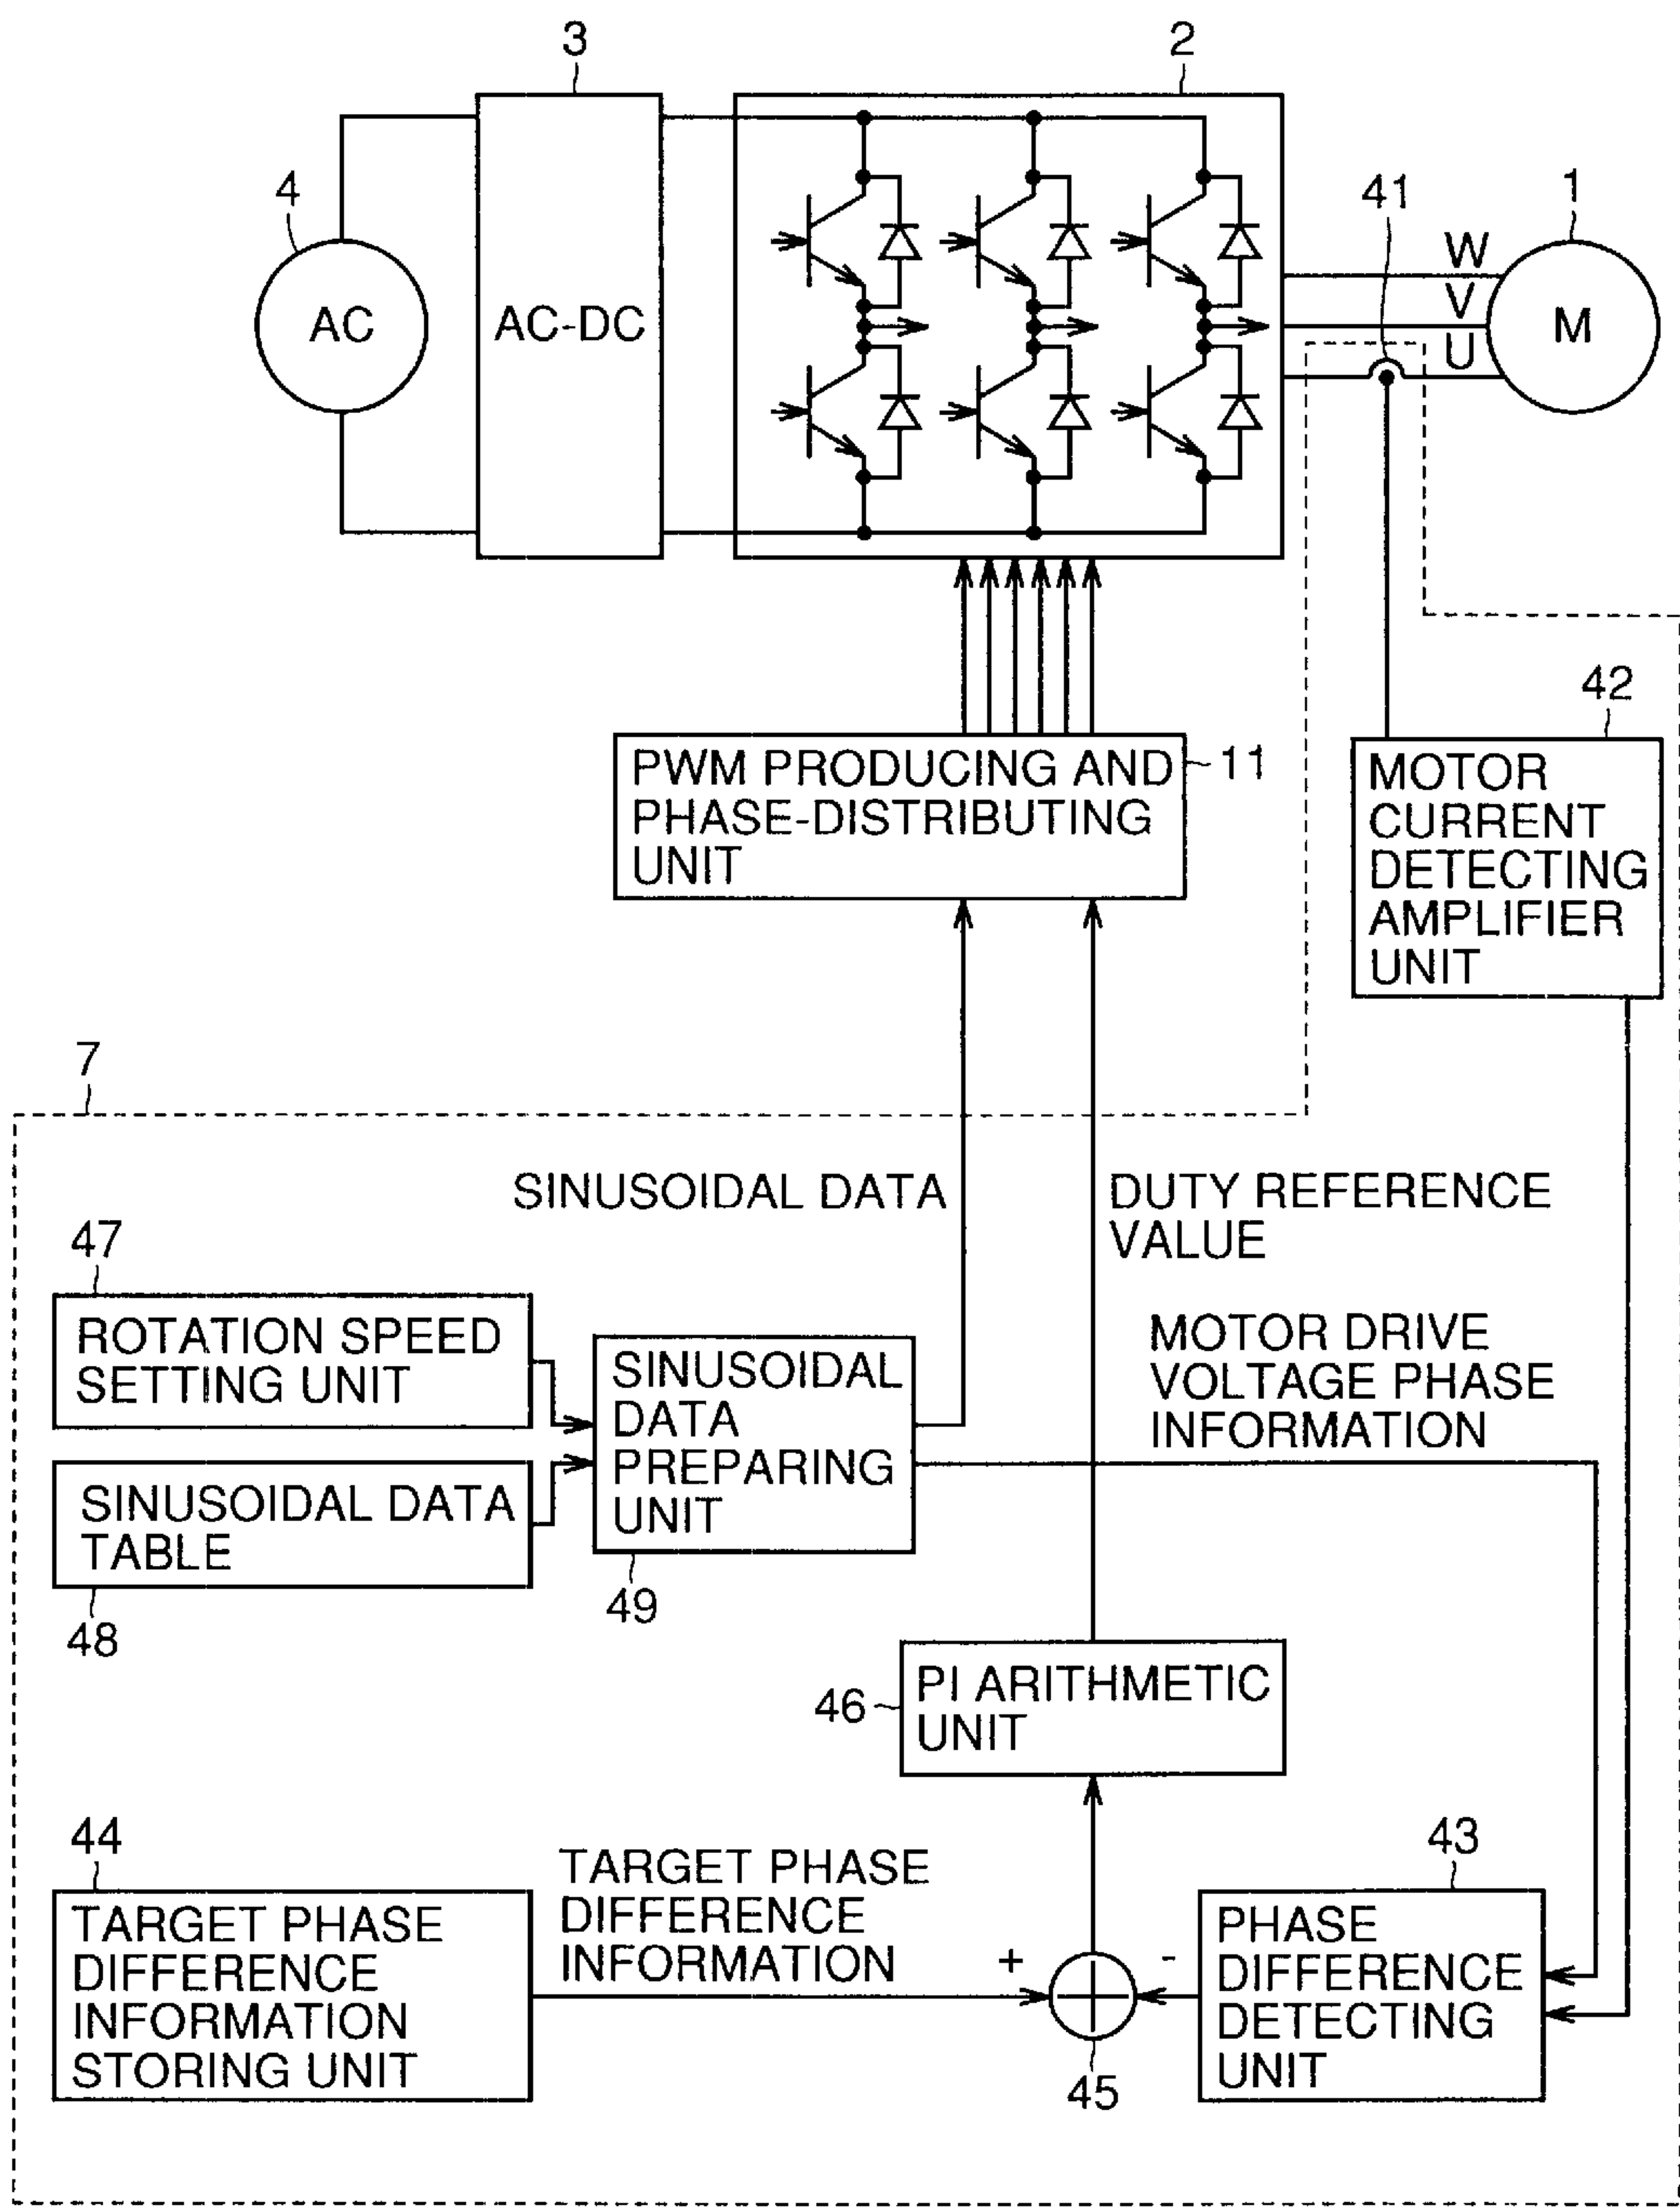 3
2
4
41
1
AC
AC-DC
W
V
U
M
42
PWM PRODUCING AND
PHASE-DISTRIBUTING
UNIT
11
MOTOR
CURRENT
DETECTING
AMPLIFIER
UNIT
7
SINUSOIDAL DATA
DUTY REFERENCE
VALUE
47
ROTATION SPEED
SETTING UNIT
SINUSOIDAL
DATA
PREPARING
UNIT
49
MOTOR DRIVE
VOLTAGE PHASE
INFORMATION
SINUSOIDAL DATA
TABLE
48
46
PI ARITHMETIC
UNIT
44
TARGET PHASE
DIFFERENCE
INFORMATION
STORING UNIT
TARGET PHASE
DIFFERENCE
INFORMATION
+
-
45
43
PHASE
DIFFERENCE
DETECTING
UNIT